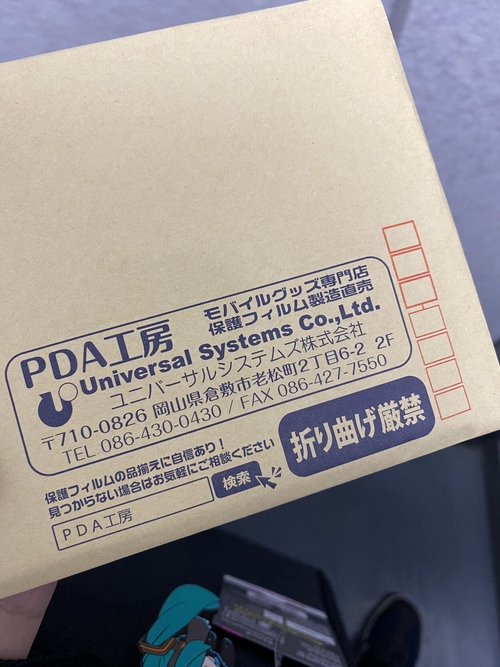 PDA工房
モバイルグッズ専門店
保護フィルム製造直売
Universal Systems Co.,Ltd.
ユニバーサルシステムズ株式会社
〒710-0826 岡山県倉敷市老松町2丁目6-2 2F
TEL 086-430-0430 / FAX 086-427-7550
保護フィルムの品揃えに自信あり!
見つからない場合はお気軽にご相談ください
PDA工房
検索
折り曲げ厳禁